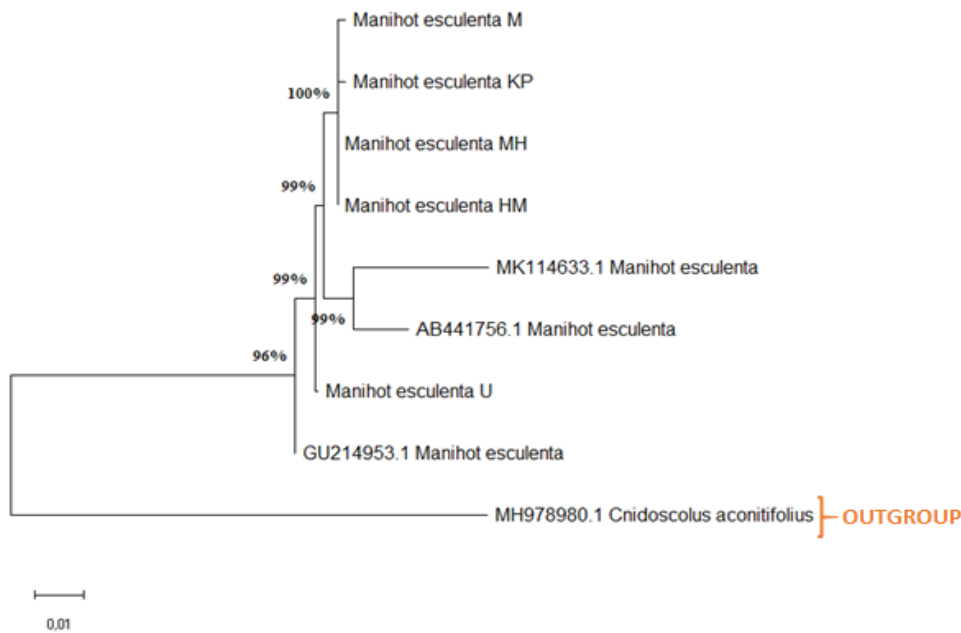 Manihot esculenta M
Manihot esculenta KP
100%
Manihot esculenta MH
99%
Manihot esculenta HM
MK114633.1 Manihot esculenta
99%
99%
AB441756.1 Manihot esculenta
96%
Manihot esculenta U
GU214953.1 Manihot esculenta
MH978980.1 Cnidoscolus aconitifolius OUTGROUP
0,01